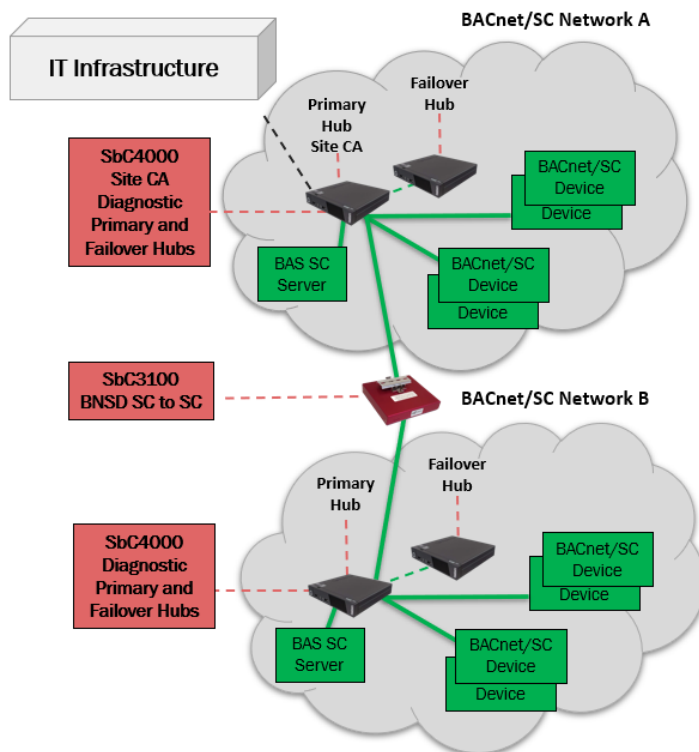 BACnet/SC Network A
IT Infrastructure
Failover
Hub
Primary
Hub
Site CA
SbC4000
Site CA
Diagnostic
Primary and
Failover Hubs
BACnet/SC
Device
Device
BAS SC
Server
BACnet/SC
Device
Device
SbC3100
BNSD SC to SC
BACnet/SC Network B
Failover
Hub
Primary
Hub
SbC4000
Diagnostic
Primary and
Failover Hubs
BACnet/SC
Device
Device
BAS SC
Server
BACnet/SC
Device
Device